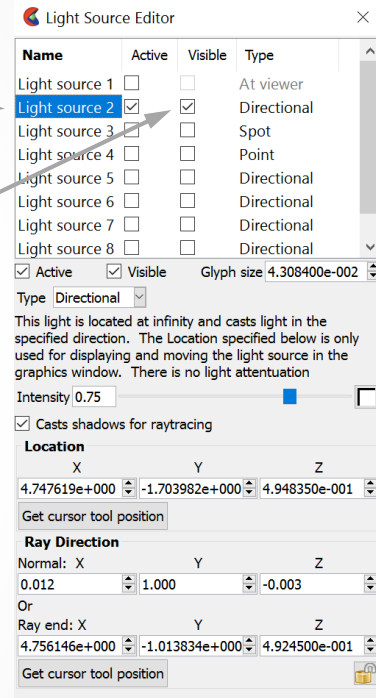 Light Source Editor
Name Active Visible Type
Light source 1 At viewer
Light source 2 Directional
Light source 3 Spot
Light source 4 Point
Light source 5 Directional
Light source 6 Directional
Light source 7 Directional
Light source 8 Directional
Active Visible Glyph size 4.308400e-002
Type Directional
This light is located at infinity and casts light in the
specified direction. The Location specified below is only
used for displaying and moving the light source in the
graphics window. There is no light attentuation
Intensity 0.75
Casts shadows for raytracing
Location
X Y Z
4.747619e+000 -1.703982e+000 4.948350e-001
Get cursor tool position
Ray Direction
Normal: X Y Z
0.012 1.000 -0.003
Or
Ray end: X Y Z
4.756146e+000 -1.013834e+000 4.924500e-001
Get cursor tool position